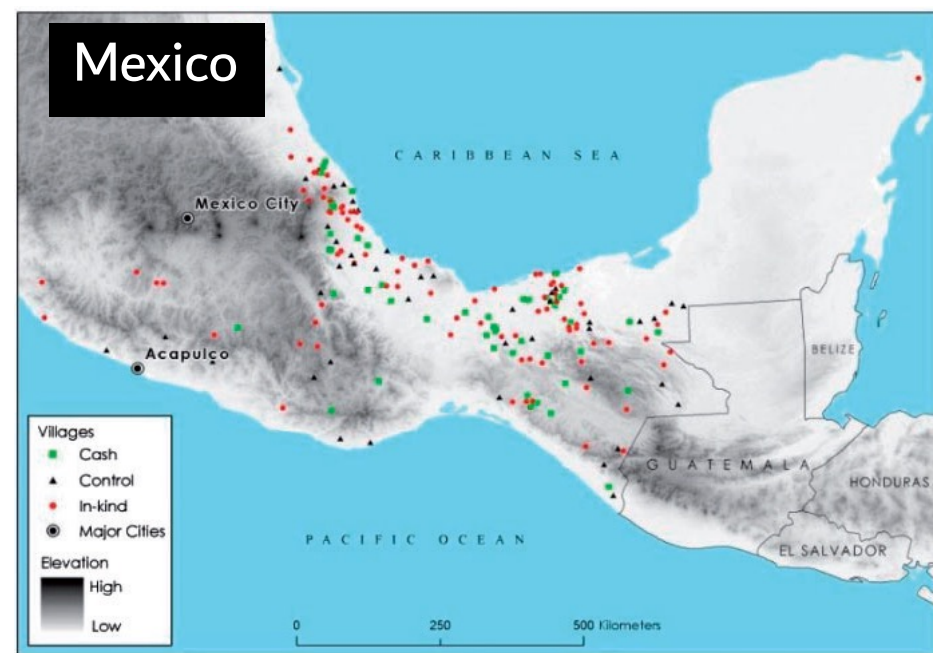 Mexico
CARIBBEAN SEA
Mexico City
BELIZE
Acapulco
Villages
Cash
Control
In-kind
Major Cities
Elevation
High
Low
GUATEMALA
HONDURAS
EL SALVADOR
PACIFIC OCEAN
0 250 500 Kilometers